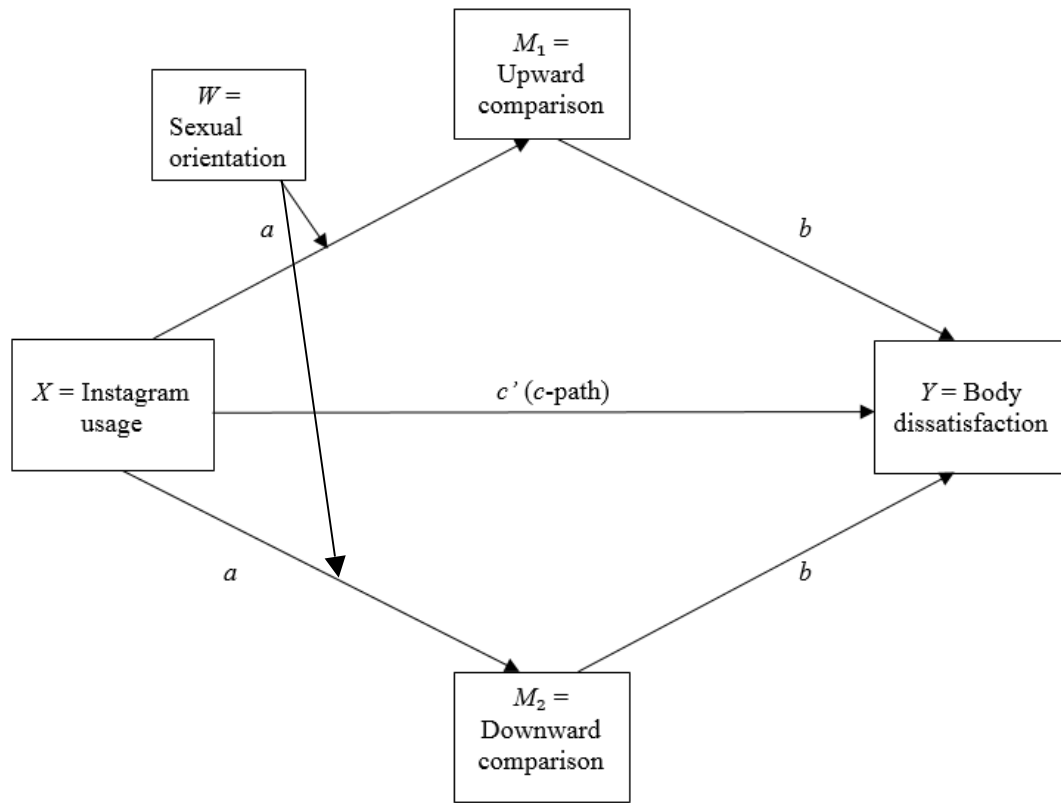 M₁ =
Upward
comparison
W =
Sexual
orientation
a
b
X = Instagram
usage
c’ (c-path)
Y = Body
dissatisfaction
a
b
M₂ =
Downward
comparison